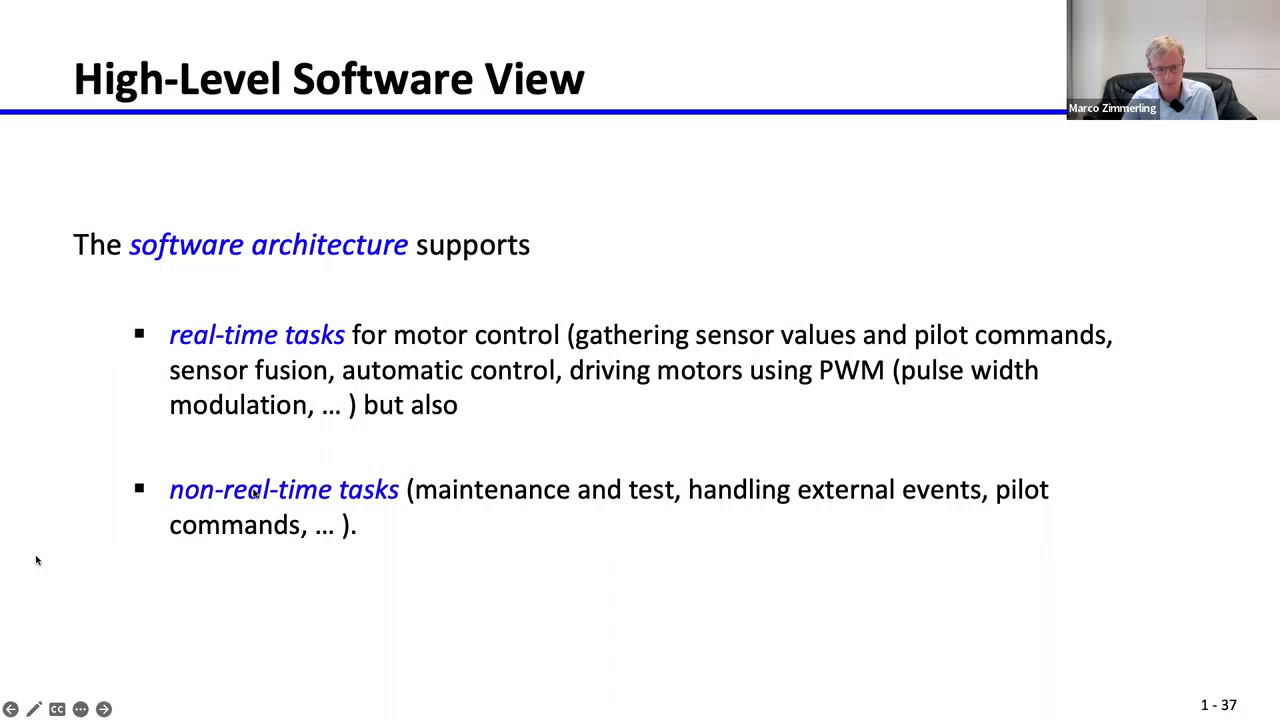 High-Level Software View
Marco Zimmerling
The software architecture supports
▪ real-time tasks for motor control (gathering sensor values and pilot commands,
sensor fusion, automatic control, driving motors using PWM (pulse width
modulation, … ) but also
▪ non-real-time tasks (maintenance and test, handling external events, pilot
commands, … ).
CC
1 - 37